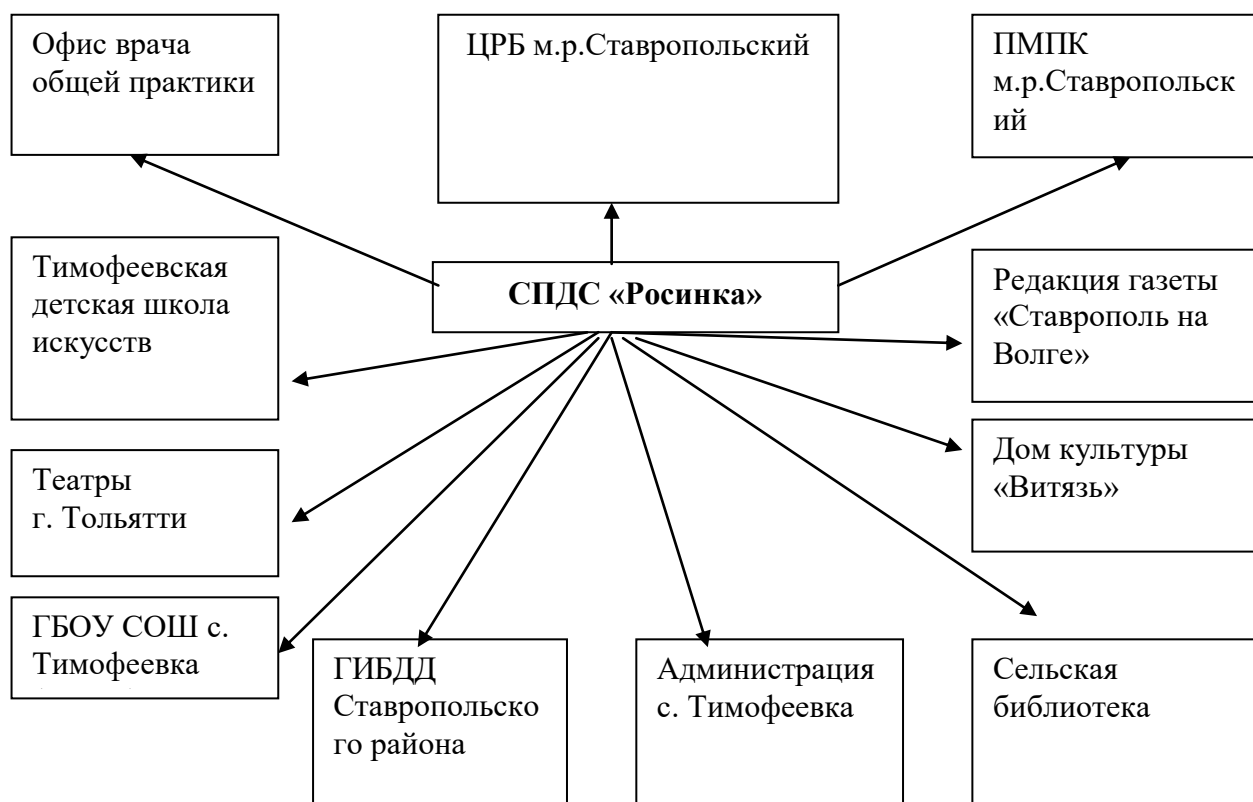 Офис врача
общей практики
ЦРБ м.р.Ставропольский
ПМПК
м.р.Ставропольск
ий
Тимофеевская
детская школа
искусств
СПДС «Росинка»
Редакция газеты
«Ставрополь на
Волге»
Театры
г. Тольятти
Дом культуры
«Витязь»
ГБОУ СОШ с.
Тимофеевка
ГИБДД
Ставропольско
го района
Администрация
с. Тимофеевка
Сельская
библиотека